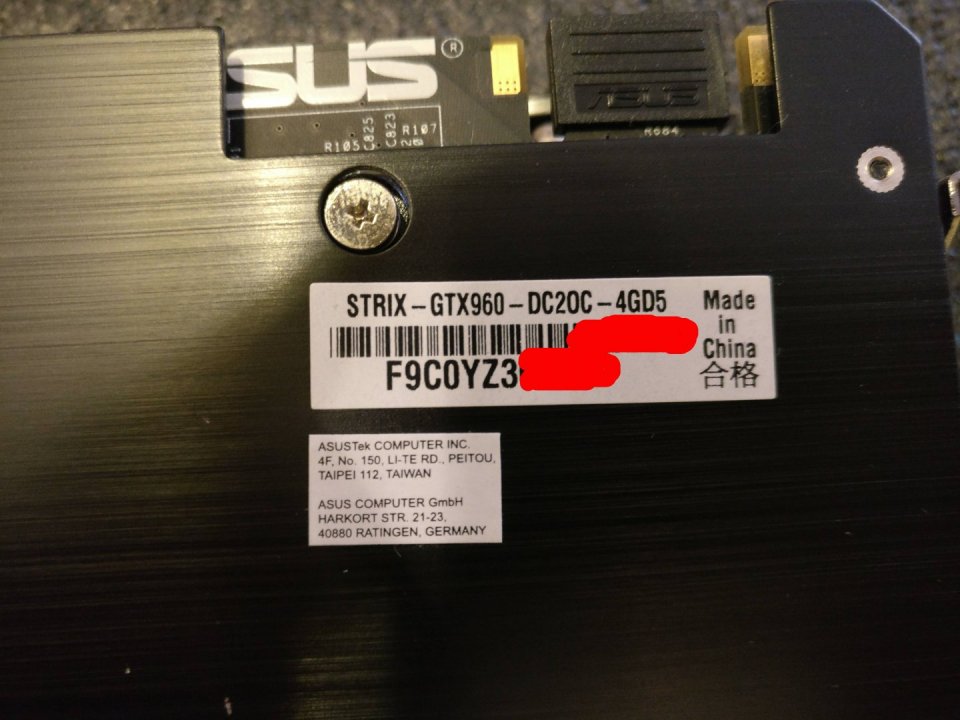 ASUS®
ASUS
R105
C825
C823
R107
R684
STRIX-GTX960-DC2OC-4GD5
F9C0YZ3
Made
in
China
合格
ASUSTek COMPUTER INC.
4F, No. 150, LI-TE RD., PEITOU,
TAIPEI 112, TAIWAN
ASUS COMPUTER GmbH
HARKORT STR. 21-23,
40880 RATINGEN, GERMANY